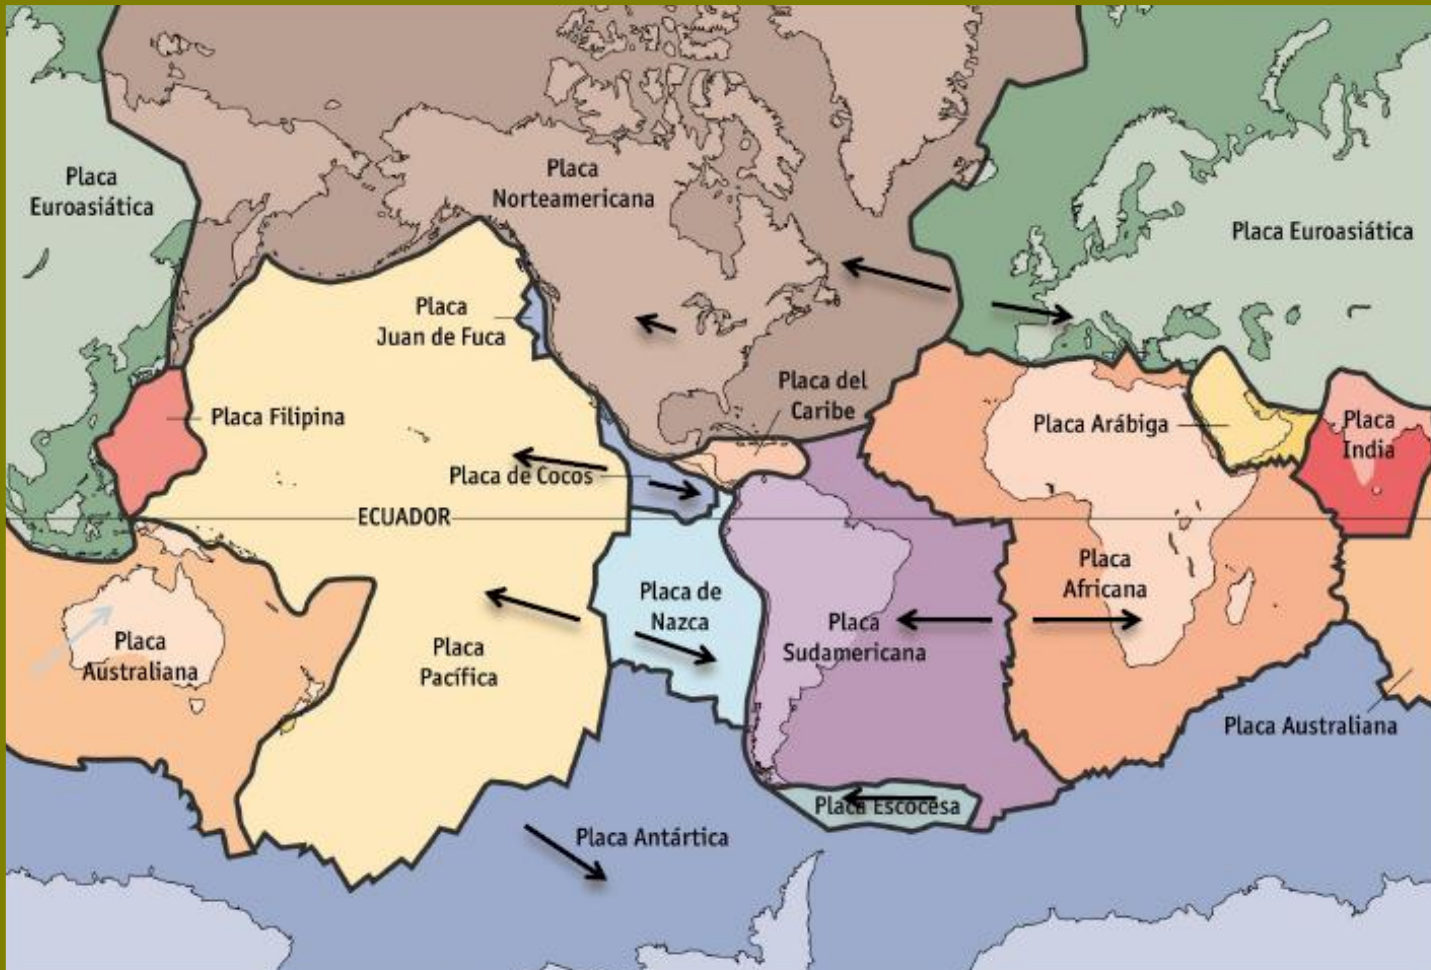 Placa
Euroasiática
Placa
Norteamericana
Placa Euroasiática
Placa
Juan de Fuca
Placa del
Caribe
Placa Filipina
Placa Arábiga
Placa
India
Placa de Cocos
ECUADOR
Placa de
Nazca
Placa
Africana
Placa
Australiana
Placa
Pacífica
Placa
Sudamericana
Placa Australiana
Placa Escocesa
Placa Antártica